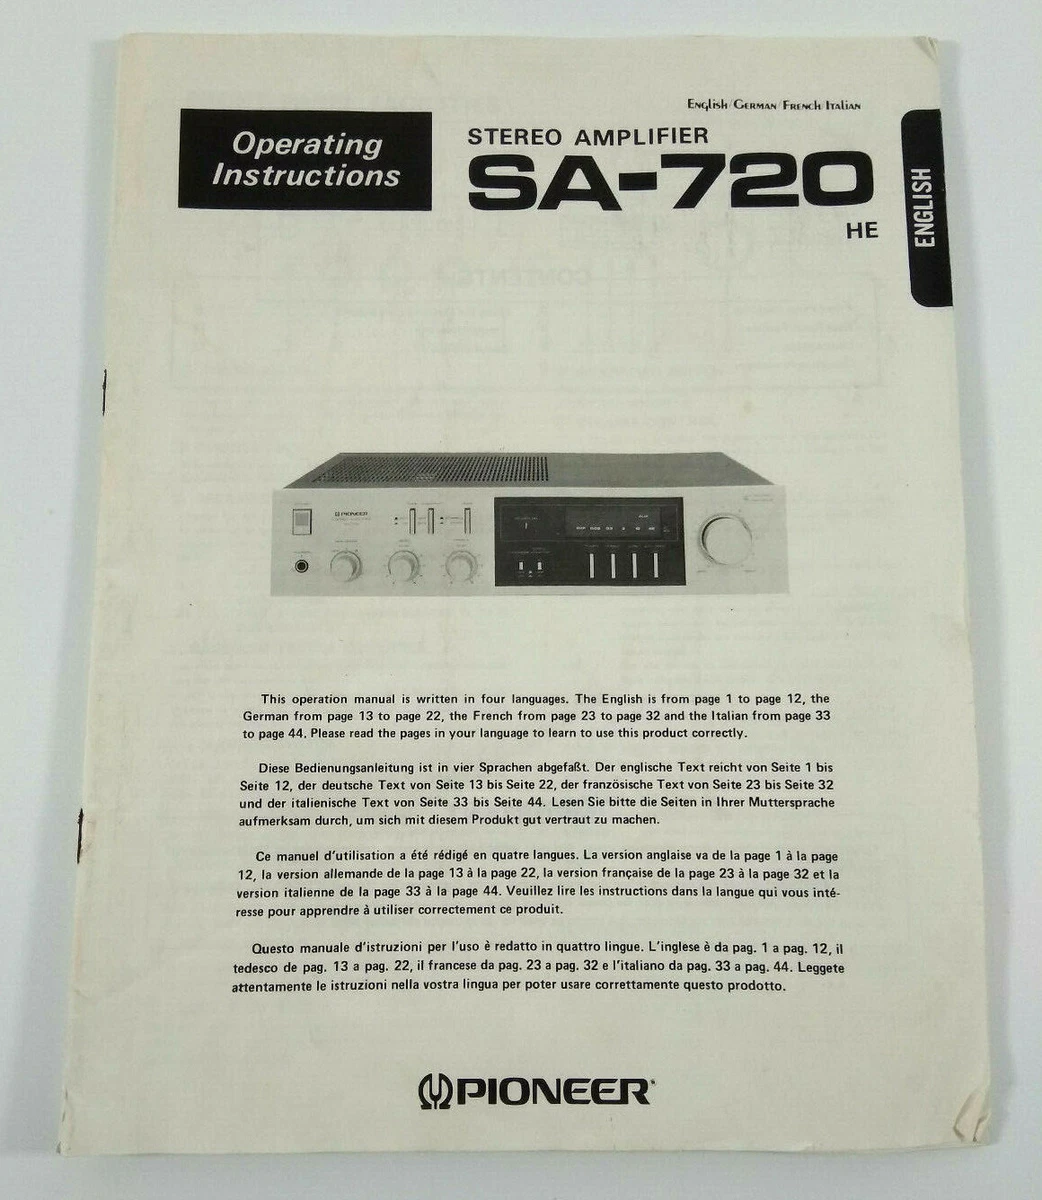 English/German/French/Italian
Operating
Instructions
STEREO AMPLIFIER
SA-720
HE
ENGLISH
PIONEER
This operation manual is written in four languages. The English is from page 1 to page 12, the
German from page 13 to page 22, the French from page 23 to page 32 and the Italian from page 33
to page 44. Please read the pages in your language to learn to use this product correctly.
Diese Bedienungsanleitung ist in vier Sprachen abgefaßt. Der englische Text reicht von Seite 1 bis
Seite 12, der deutsche Text von Seite 13 bis Seite 22, der französische Text von Seite 23 bis Seite 32
und der italienische Text von Seite 33 bis Seite 44. Lesen Sie bitte die Seiten in Ihrer Muttersprache
aufmerksam durch, um sich mit diesem Produkt gut vertraut zu machen.
Ce manuel d'utilisation a été rédigé en quatre langues. La version anglaise va de la page 1 à la page
12, la version allemande de la page 13 à la page 22, la version française de la page 23 à la page 32 et la
version italienne de la page 33 à la page 44. Veuillez lire les instructions dans la langue qui vous inté-
resse pour apprendre à utiliser correctement ce produit.
Questo manuale d'istruzioni per l'uso è redatto in quattro lingue. L'inglese è da pag. 1 a pag. 12, il
tedesco de pag. 13 a pag. 22, il francese da pag. 23 a pag. 32 e l'italiano da pag. 33 a pag. 44. Leggete
attentamente le istruzioni nella vostra lingua per poter usare correttamente questo prodotto.
PIONEER